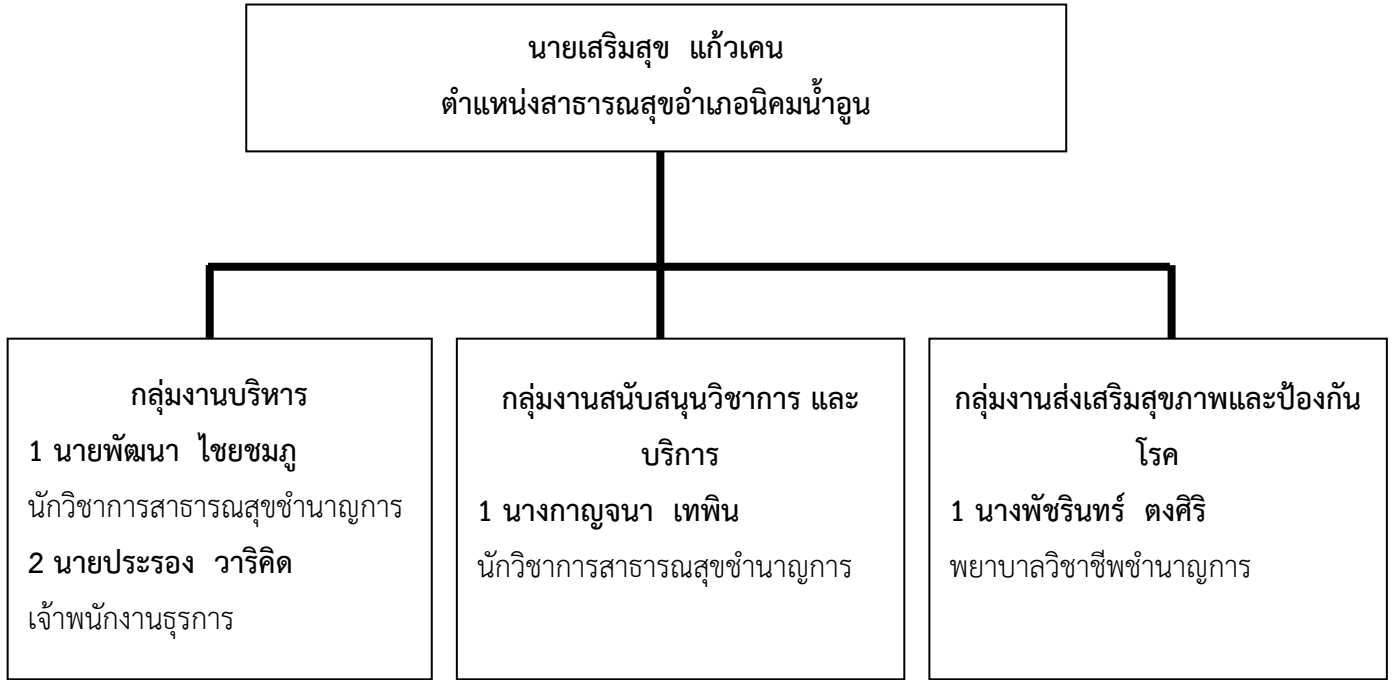 นายเสริมสุข แก้วเคน
ตำแหน่งสาธารณสุขอำเภอนิคมน้ำอูน
กลุ่มงานบริหาร
1 นายพัฒนา ไชยชมภู
นักวิชาการสาธารณสุขชำนาญการ
2 นายประรอง วาริคิด
เจ้าพนักงานธุรการ
กลุ่มงานสนับสนุนวิชาการ และ
บริการ
1 นางกาญจนา เทพิน
นักวิชาการสาธารณสุขชำนาญการ
กลุ่มงานส่งเสริมสุขภาพและป้องกัน
โรค
1 นางพัชรินทร์ ตงศิริ
พยาบาลวิชาชีพชำนาญการ